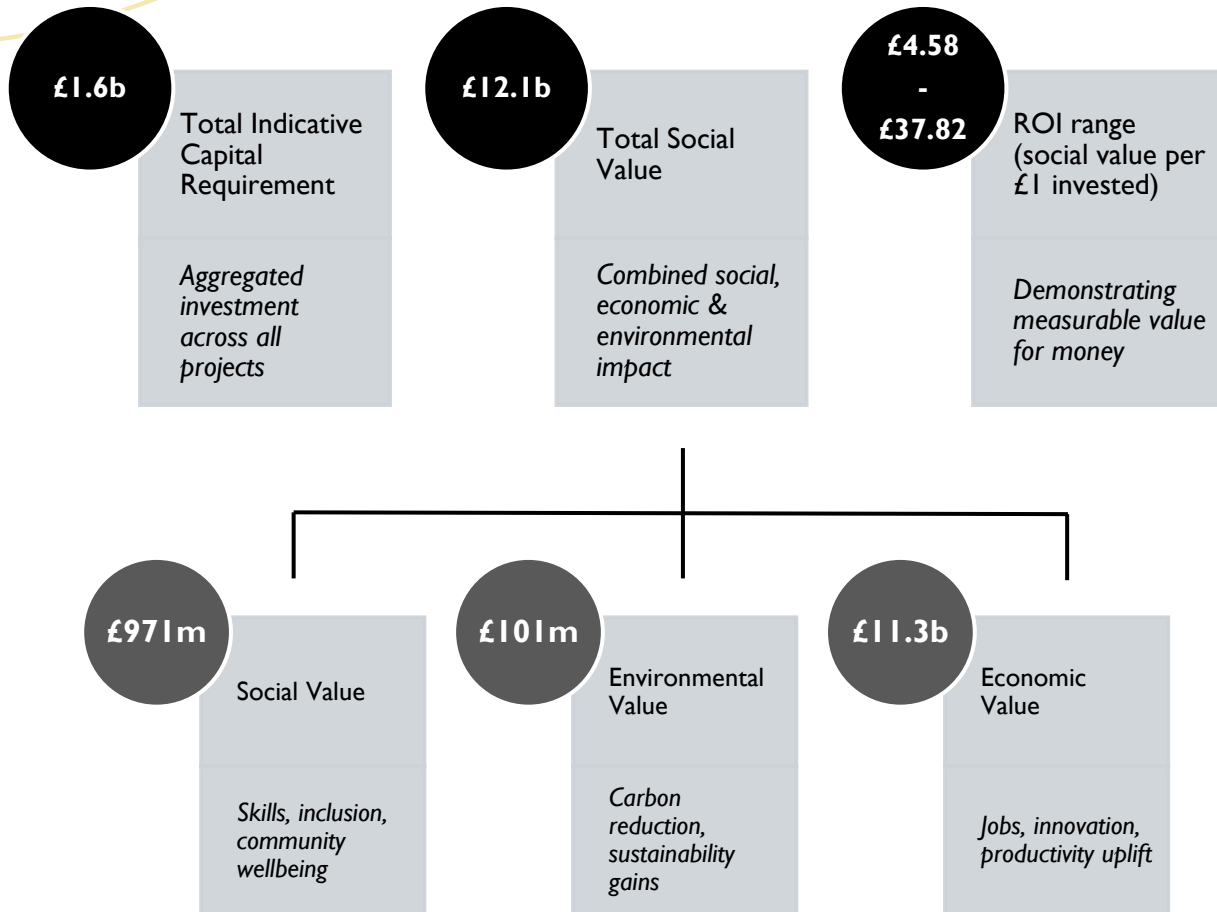 £1.6b
Total Indicative
Capital
Requirement
Aggregated
investment
across all
projects
£12.1b
Total Social
Value
Combined social,
economic &
environmental
impact
£4.58
-
£37.82
ROI range
(social value per
£1 invested)
Demonstrating
measurable value
for money
£971m
Social Value
Skills, inclusion,
community
wellbeing
£101m
Environmental
Value
Carbon
reduction,
sustainability
gains
£11.3b
Economic
Value
Jobs, innovation,
productivity uplift